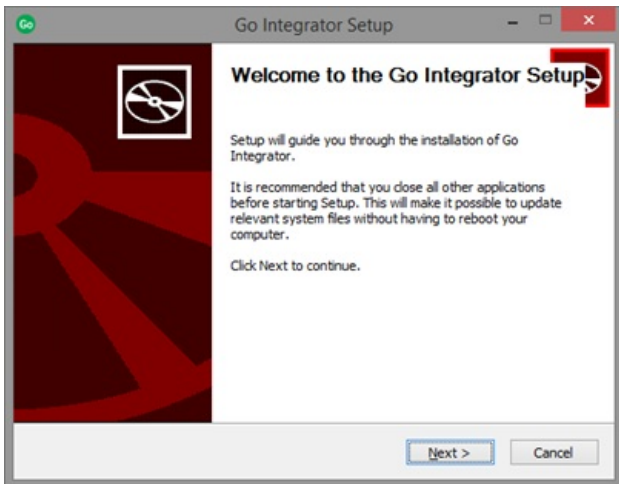 Go
Go Integrator Setup
Welcome to the Go Integrator Setup
Setup will guide you through the installation of Go
Integrator.
It is recommended that you close all other applications
before starting Setup. This will make it possible to update
relevant system files without having to reboot your
computer.
Click Next to continue.
Next >
Cancel